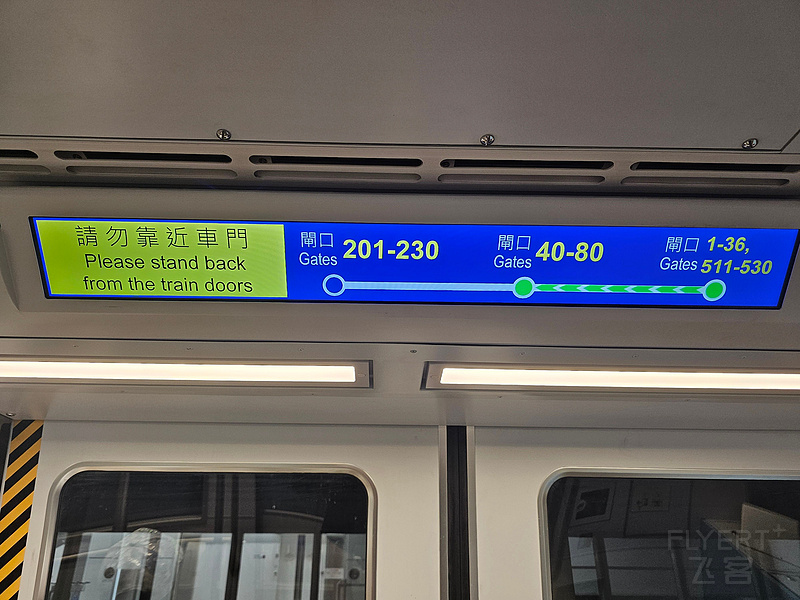 請勿靠近車門
Please stand back
from the train doors
閘口
Gates 201-230
閘口
Gates 40-80
閘口 1-36,
Gates 511-530
FLYERT+
飞客